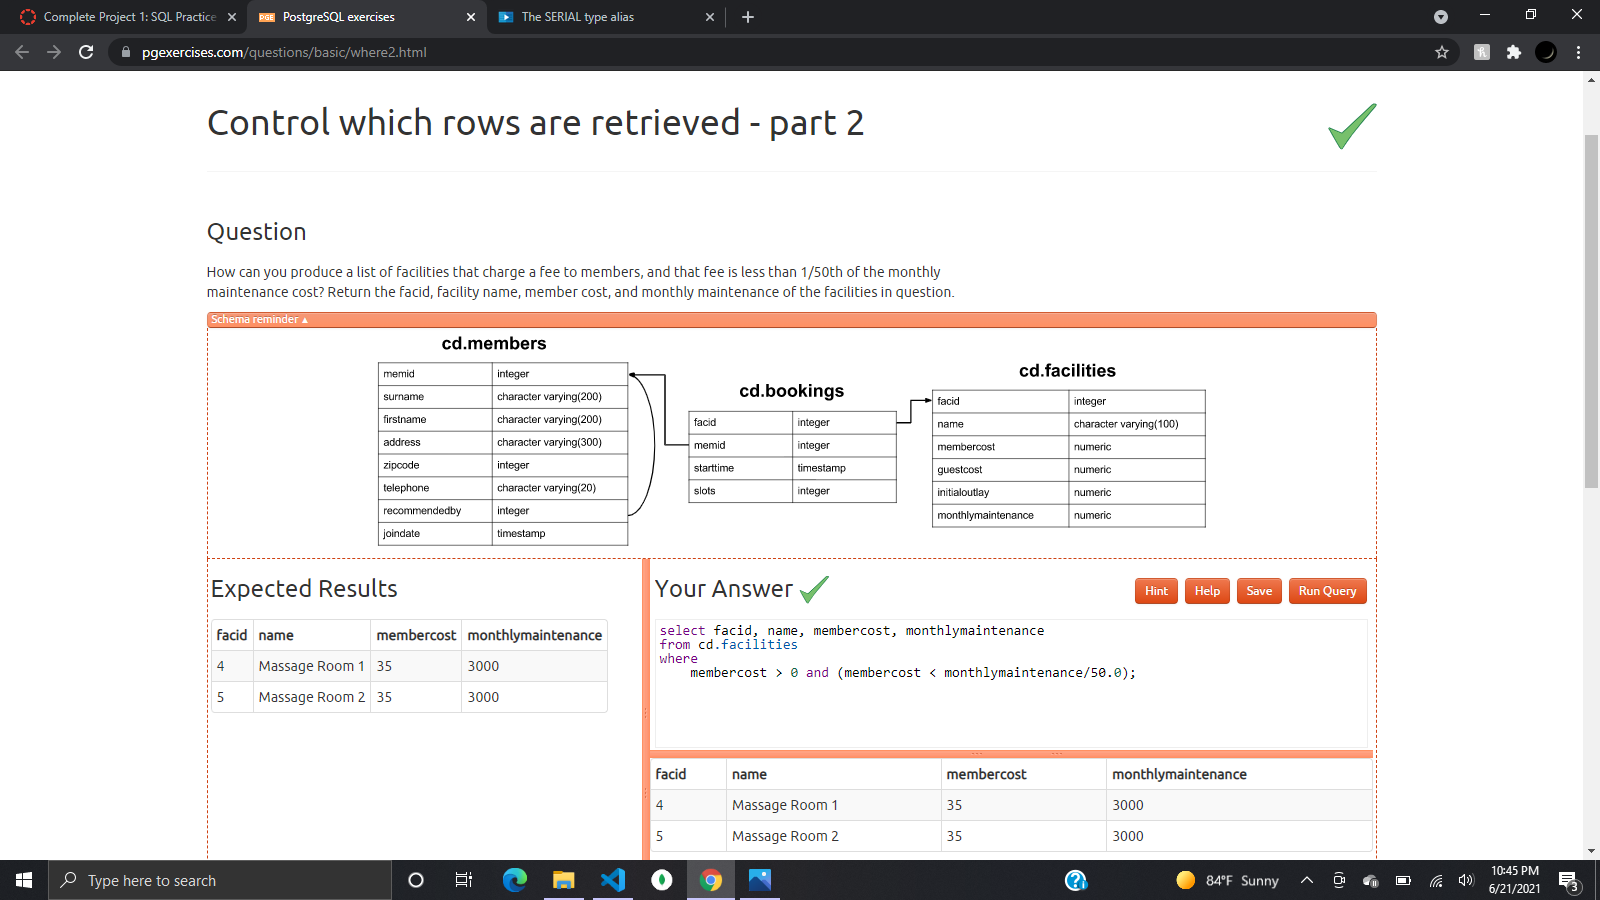 Complete Project 1: SQL Practice
PGE PostgreSQL exercises
The SERIAL type alias
pgexercises.com/questions/basic/where2.html
Control which rows are retrieved - part 2
Question
How can you produce a list of facilities that charge a fee to members, and that fee is less than 1/50th of the monthly
maintenance cost? Return the facid, facility name, member cost, and monthly maintenance of the facilities in question.
Schema reminder ▴
cd.members
memid integer
surname character varying(200)
firstname character varying(200)
address character varying(300)
zipcode integer
telephone character varying(20)
recommendedby integer
joindate timestamp
cd.bookings
facid integer
memid integer
starttime timestamp
slots integer
cd.facilities
facid integer
name character varying(100)
membercost numeric
guestcost numeric
initialoutlay numeric
monthlymaintenance numeric
Expected Results
facid name membercost monthlymaintenance
4 Massage Room 1 35 3000
5 Massage Room 2 35 3000
Your Answer
Hint Help Save Run Query
select facid, name, membercost, monthlymaintenance
from cd.facilities
where
membercost > 0 and (membercost < monthlymaintenance/50.0);
facid name membercost monthlymaintenance
4 Massage Room 1 35 3000
5 Massage Room 2 35 3000
Type here to search
84°F Sunny
10:45 PM
6/21/2021
3